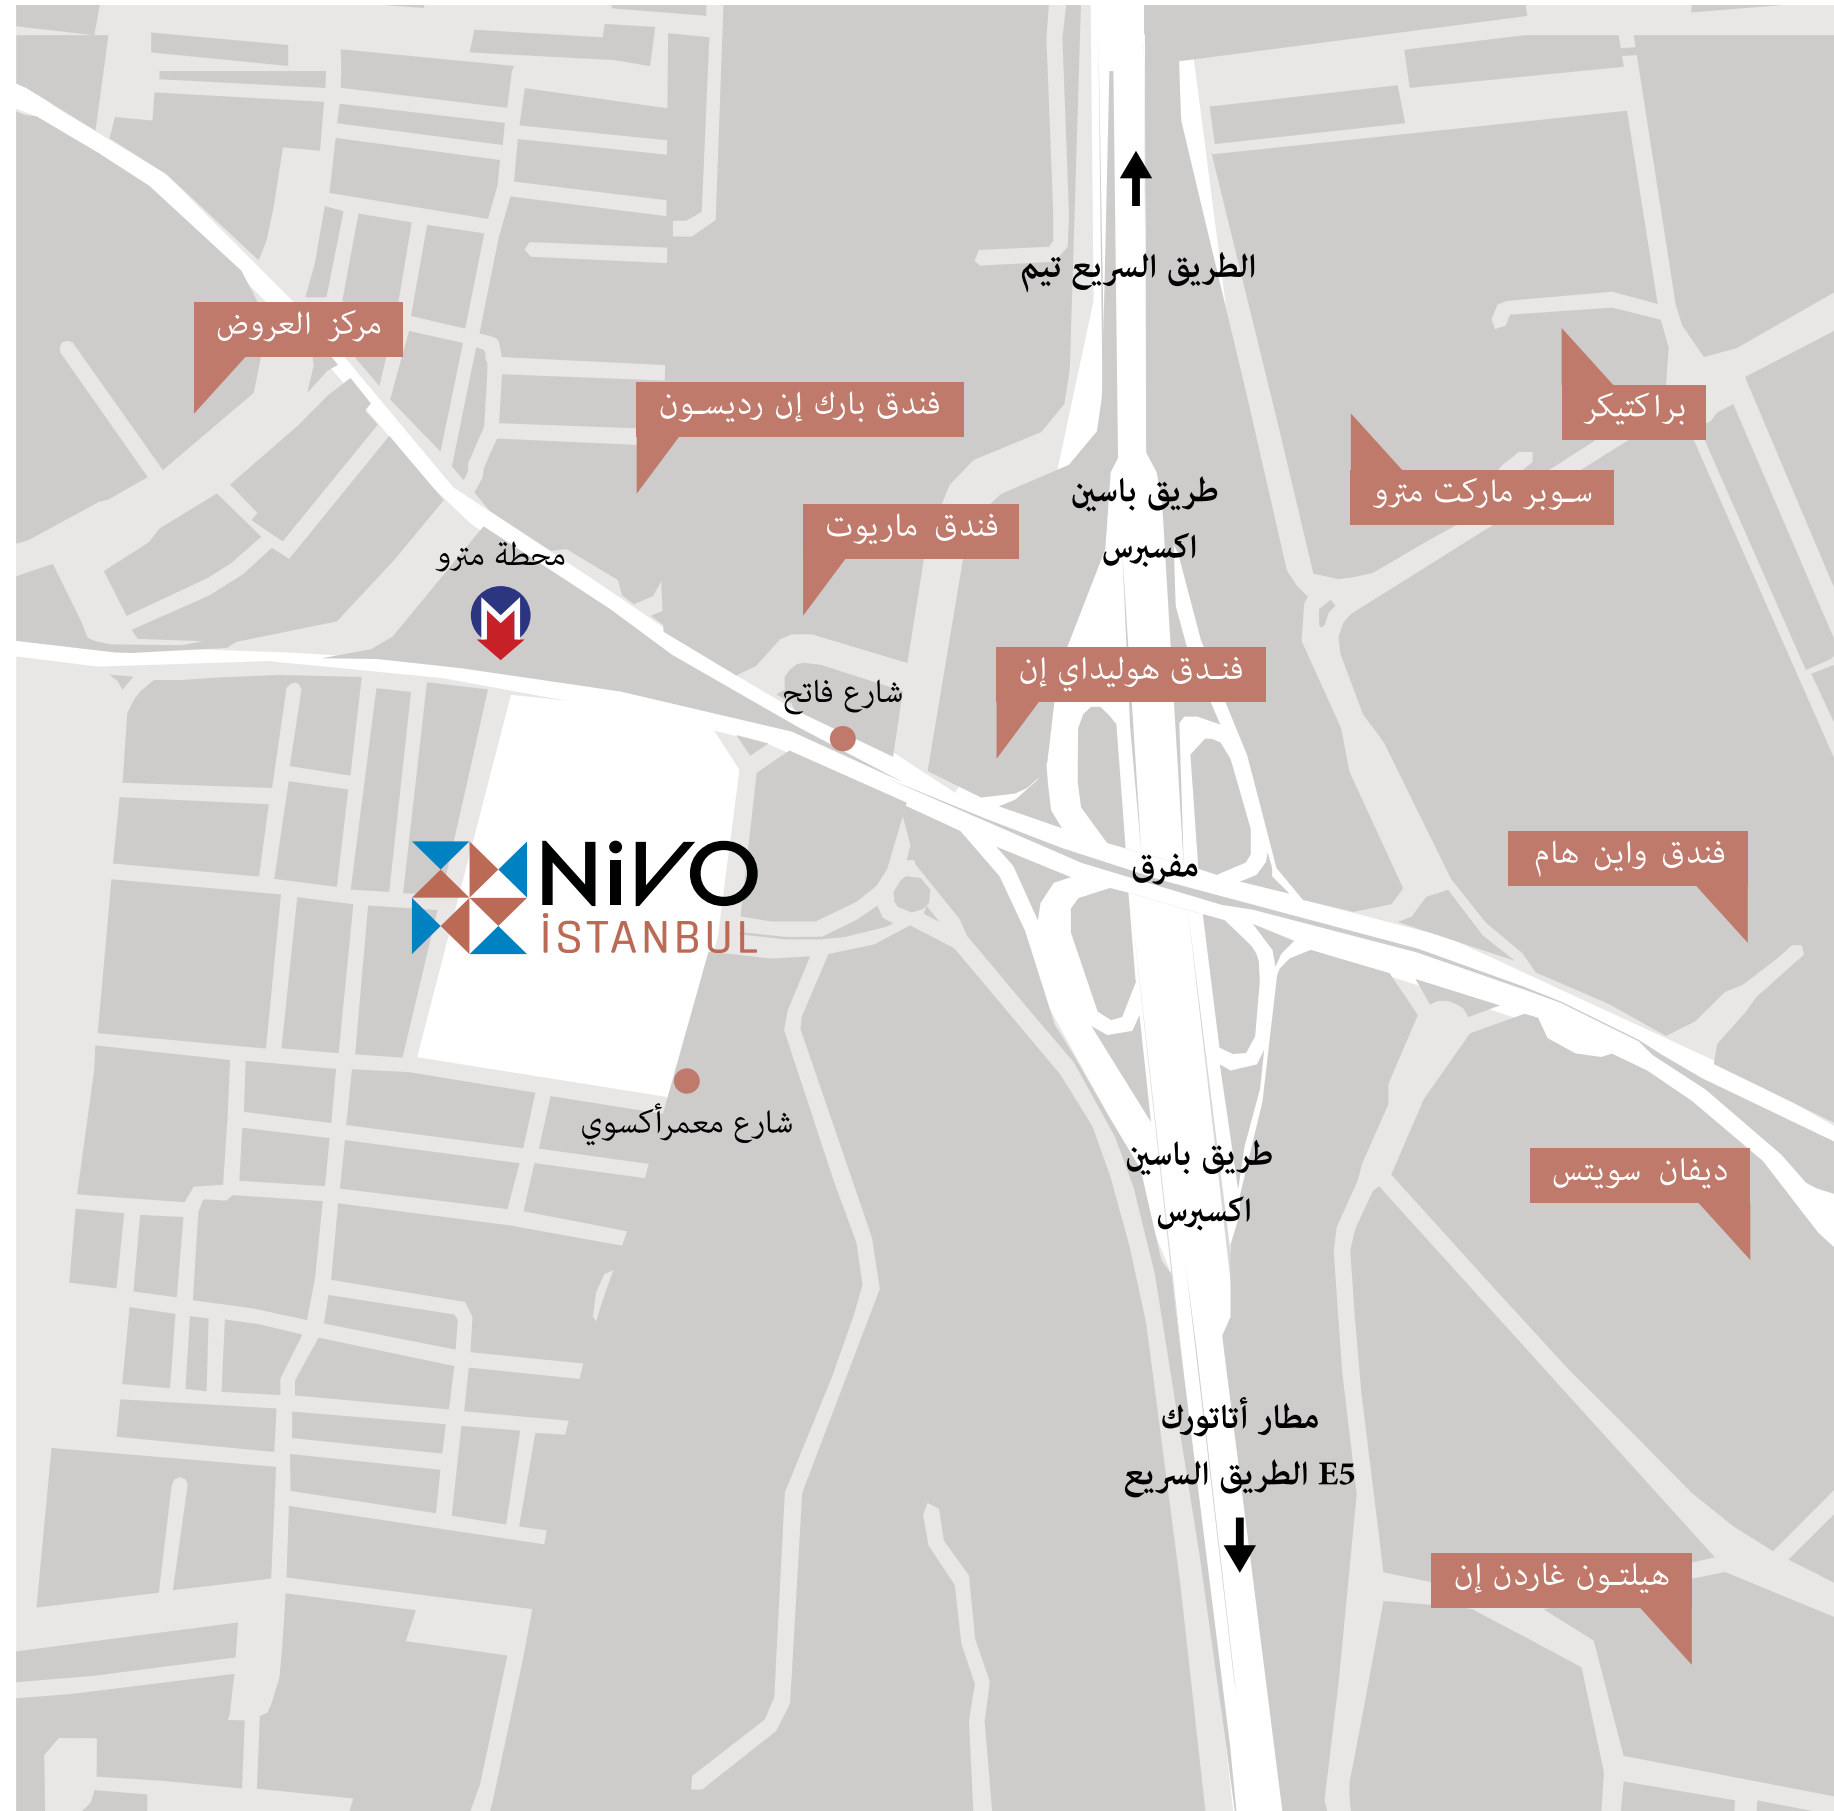 الطريق السريع تيم
مركز العروض
براكتيكر
فندق بارك إن رديسون
سوبر ماركت مترو
طريق باسين
اكسبرس
فندق ماريوت
محطة مترو
M
فندق هوليداي إن
شارع فاتح
فندق واين هام
مفرق
NiVO
İSTANBUL
شارع معمرأكسوي
طريق باسين
اكسبرس
ديفان سويتس
مطار أتاتورك
E5 الطريق السريع
هيلتون غاردن إن